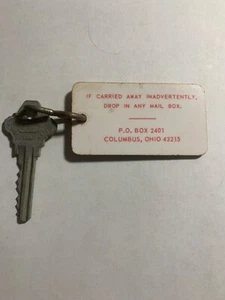 IF CARRIED AWAY INADVERTENTLY,
DROP IN ANY MAIL BOX.
P.O. BOX 2401
COLUMBUS, OHIO 43215